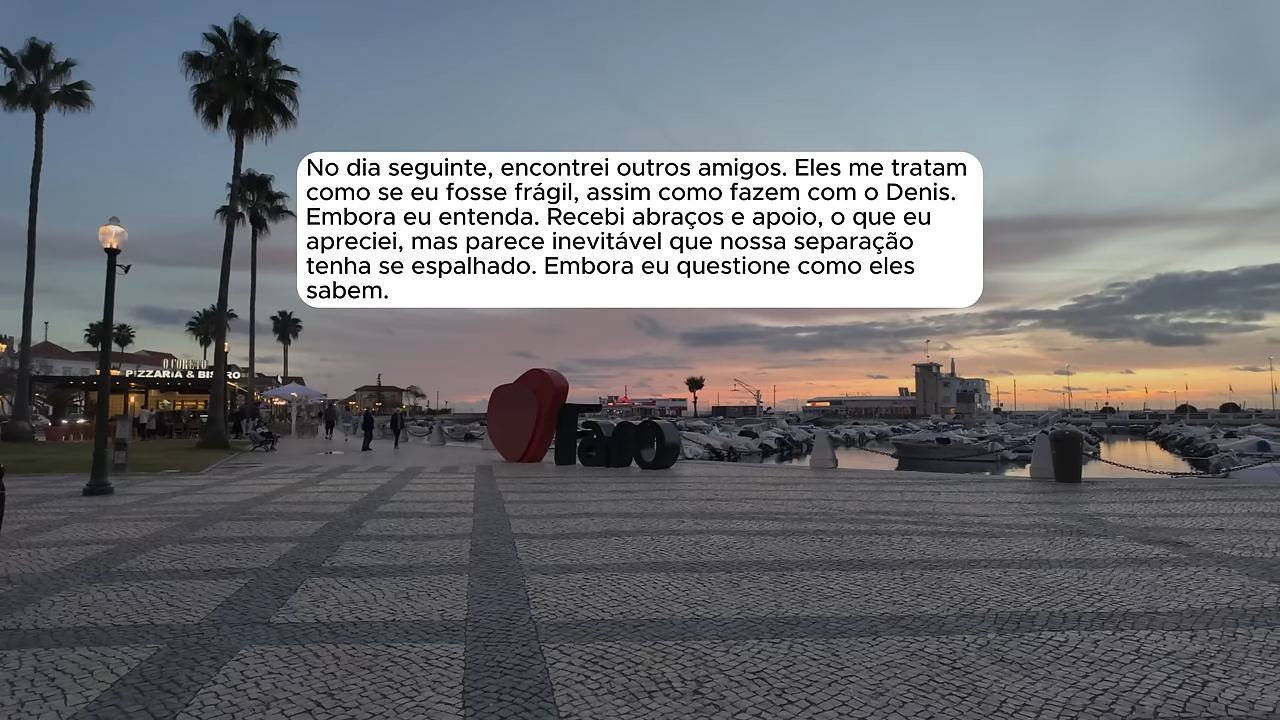 No dia seguinte, encontrei outros amigos. Eles me tratam
como se eu fosse frágil, assim como fazem com o Denis.
Embora eu entenda. Recebi abraços e apoio, o que eu
apreciei, mas parece inevitável que nossa separação
tenha se espalhado. Embora eu questione como eles
sabem.
O CORETO
PIZZARIA & BISTRO
Faro